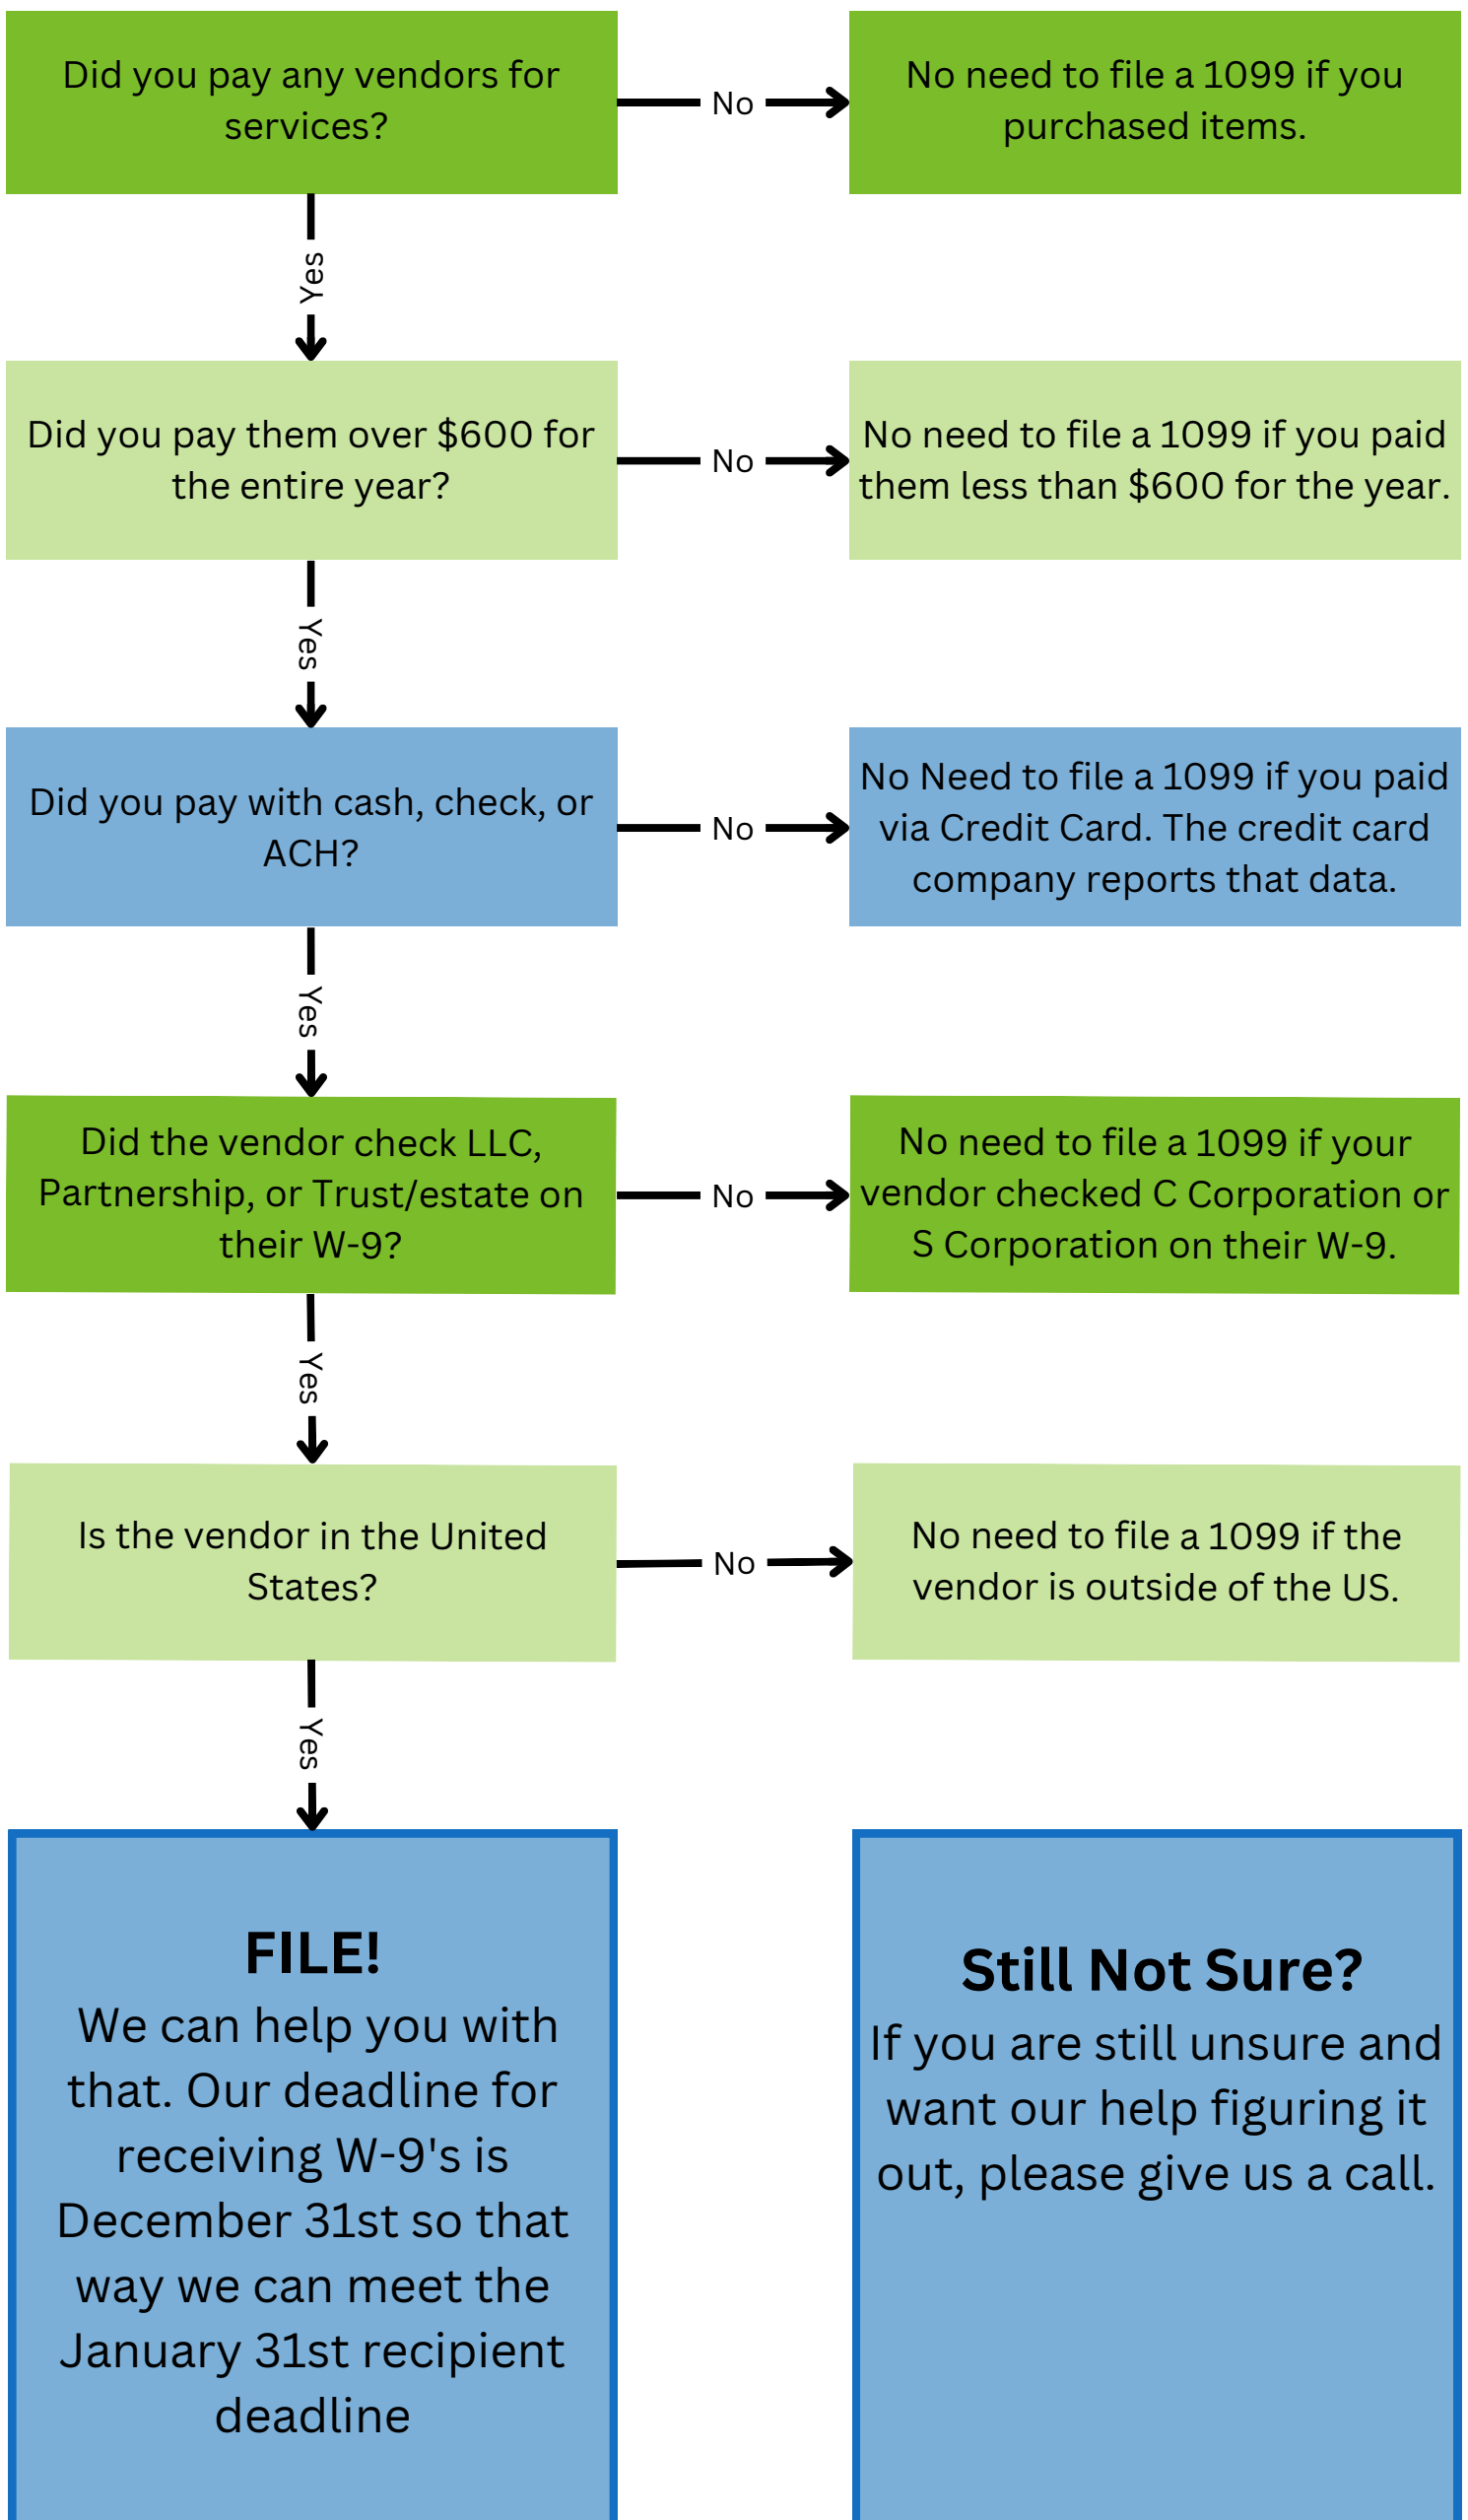 Did you pay any vendors for
services?
No
No need to file a 1099 if you
purchased items.
Yes
Did you pay them over $600 for
the entire year?
No
No need to file a 1099 if you paid
them less than $600 for the year.
Yes
Did you pay with cash, check, or
ACH?
No
No Need to file a 1099 if you paid
via Credit Card. The credit card
company reports that data.
Yes
Did the vendor check LLC,
Partnership, or Trust/estate on
their W-9?
No
No need to file a 1099 if your
vendor checked C Corporation or
S Corporation on their W-9.
Yes
Is the vendor in the United
States?
No
No need to file a 1099 if the
vendor is outside of the US.
Yes
FILE!
We can help you with
that. Our deadline for
receiving W-9's is
December 31st so that
way we can meet the
January 31st recipient
deadline
Still Not Sure?
If you are still unsure and
want our help figuring it
out, please give us a call.